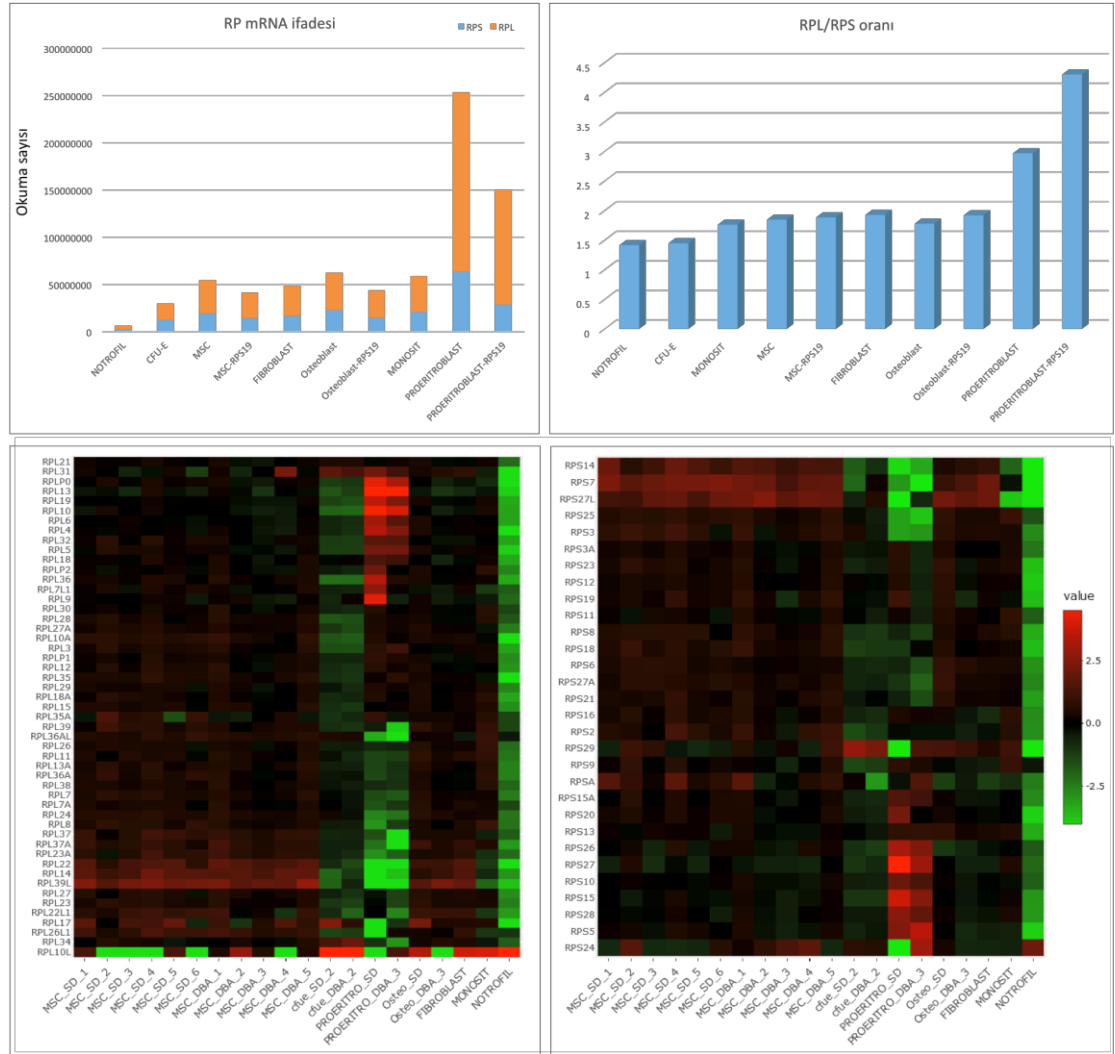 RP mRNA ifadesi
RPS RPL
Okuma sayısı
300000000
250000000
200000000
150000000
100000000
50000000
0
NOTROFIL
CFU-E
MSC
MSC-RPS19
FIBROBLAST
Osteoblast
Osteoblast-RPS19
MONOSIT
PROERITROBLAST
PROERITROBLAST-RPS19
RPL/RPS oranı
4.5
4
3.5
3
2.5
2
1.5
1
0.5
0
NOTROFIL
CFU-E
MONOSIT
MSC
MSC-RPS19
FIBROBLAST
Osteoblast
Osteoblast-RPS19
PROERITROBLAST
PROERITROBLAST-RPS19
RPL21
RPL31
RPLP0
RPL13
RPL19
RPL10
RPL6
RPL4
RPL32
RPL5
RPL18
RPLP2
RPL36
RPL7L1
RPL9
RPL30
RPL28
RPL27A
RPL10A
RPL3
RPLP1
RPL12
RPL35
RPL29
RPL18A
RPL15
RPL35A
RPL39
RPL36AL
RPL26
RPL11
RPL13A
RPL36A
RPL38
RPL7
RPL7A
RPL24
RPL8
RPL37
RPL37A
RPL23A
RPL22
RPL14
RPL39L
RPL27
RPL23
RPL22L1
RPL17
RPL26L1
RPL34
RPL10L
MSC_SD_1
MSC_SD_2
MSC_SD_3
MSC_SD_4
MSC_SD_5
MSC_SD_6
MSC_DBA_1
MSC_DBA_2
MSC_DBA_3
MSC_DBA_4
MSC_DBA_5
cfue_SD_2
cfue_DBA_2
PROERITRO_SD
PROERITRO_DBA_3
Osteo_SD
Osteo_DBA_3
FIBROBLAST
MONOSIT
NOTROFIL
RPS14
RPS7
RPS27L
RPS25
RPS3
RPS3A
RPS23
RPS12
RPS19
RPS11
RPS8
RPS18
RPS6
RPS27A
RPS21
RPS16
RPS2
RPS29
RPS9
RPSA
RPS15A
RPS20
RPS13
RPS26
RPS27
RPS10
RPS15
RPS28
RPS5
RPS24
MSC_SD_1
MSC_SD_2
MSC_SD_3
MSC_SD_4
MSC_SD_5
MSC_SD_6
MSC_DBA_1
MSC_DBA_2
MSC_DBA_3
MSC_DBA_4
MSC_DBA_5
cfue_SD_2
cfue_DBA_2
PROERITRO_SD
PROERITRO_DBA_3
Osteo_SD
Osteo_DBA_3
FIBROBLAST
MONOSIT
NOTROFIL
value
2.5
0
-2.5